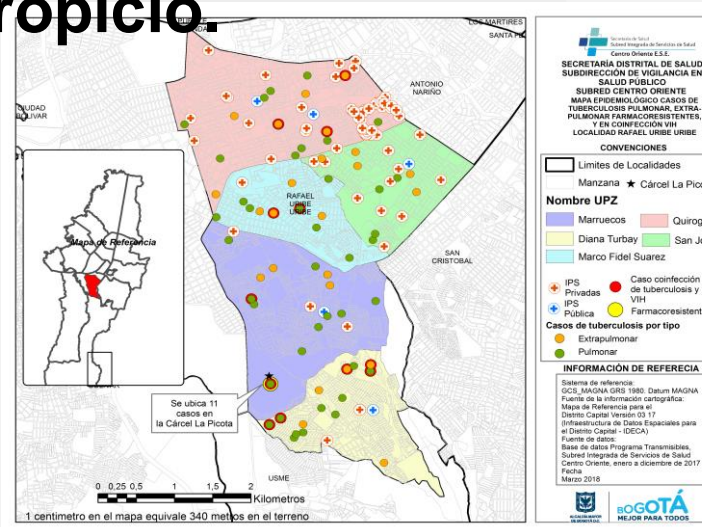 ropicio.
LOS MARTIRES
SANTA FE
ANTONIO
NARIÑO
CIUDAD
BOLIVAR
RAFAEL
URIBE
URIBE
Mapa de Referencia
SAN
CRISTOBAL
Se ubica 11
casos en
la Cárcel La Picota
USME
0 0,25 0,5 1 1,5 2
Kilometros
1 centimetro en el mapa equivale 340 metros en el terreno
Secretaría de Salud
Subred Integrada de Servicios de Salud
Centro Oriente E.S.E.
SECRETARÍA DISTRITAL DE SALUD
SUBDIRECCIÓN DE VIGILANCIA EN
SALUD PÚBLICO
SUBRED CENTRO ORIENTE
MAPA EPIDEMIOLÓGICO CASOS DE
TUBERCULOSIS PULMONAR, EXTRA-
PULMONAR FARMACORESISTENTES,
Y EN COINFECCIÓN VIH
LOCALIDAD RAFAEL URIBE URIBE
CONVENCIONES
Limites de Localidades
Manzana Cárcel La Pico
Nombre UPZ
Marruecos Quirog
Diana Turbay San Jo
Marco Fidel Suarez
IPS
Privadas
IPS
Pública
Caso coinfección
de tuberculosis y
VIH
Farmacoresistent
Casos de tuberculosis por tipo
Extrapulmonar
Pulmonar
INFORMACIÓN DE REFERECIA
Sistema de referencia:
GCS_MAGNA GRS 1980. Datum MAGNA
Fuente de la información cartográfica:
Mapa de Referencia para el
Distrito Capital Versión 03 17
(Infraestructura de Datos Espaciales para
el Distrito Capital - IDECA)
Fuente de datos:
Base de datos Programa Transmisibles,
Subred Integrada de Servicios de Salud
Centro Oriente, enero a diciembre de 2017
Fecha
Marzo 2018
ALCALDÍA MAYOR
DE BOGOTÁ D.C.
BOGOTÁ
MEJOR PARA TODOS